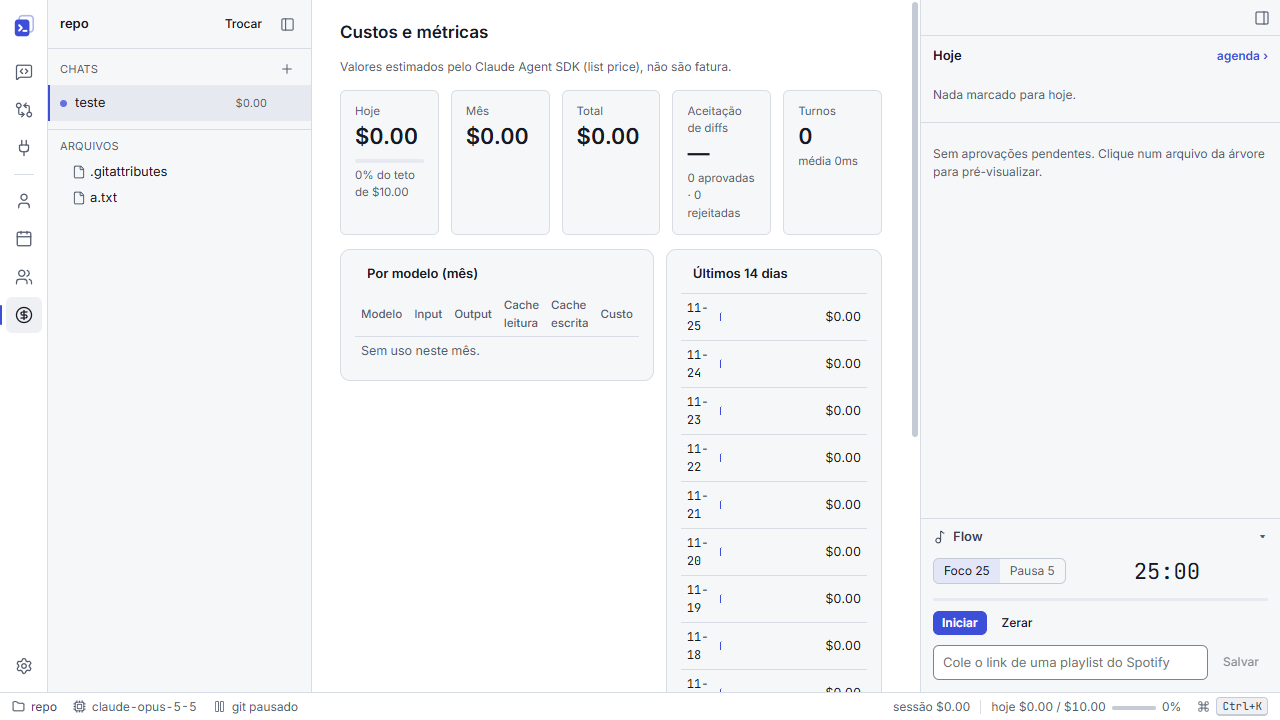 repo
Trocar
CHATS
teste
$0.00
ARQUIVOS
.gitattributes
a.txt
Custos e métricas
Valores estimados pelo Claude Agent SDK (list price), não são fatura.
Hoje
$0.00
0% do teto
de $10.00
Mês
$0.00
Total
$0.00
Aceitação
de diffs
—
0 aprovadas
· 0
rejeitadas
Turnos
0
média 0ms
Por modelo (mês)
Modelo Input Output Cache leitura Cache escrita Custo
Sem uso neste mês.
Últimos 14 dias
11-25 $0.00
11-24 $0.00
11-23 $0.00
11-22 $0.00
11-21 $0.00
11-20 $0.00
11-19 $0.00
11-18 $0.00
11- $0.00
Hoje
agenda ›
Nada marcado para hoje.
Sem aprovações pendentes. Clique num arquivo da árvore
para pré-visualizar.
Flow
Foco 25
Pausa 5
25:00
Iniciar
Zerar
Cole o link de uma playlist do Spotify
Salvar
repo
claude-opus-5-5
git pausado
sessão $0.00
hoje $0.00 / $10.00
0%
⌘ Ctrl+K